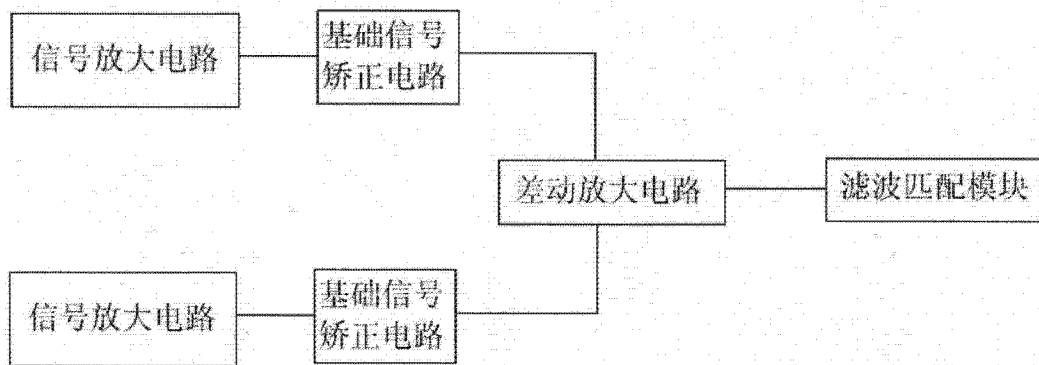 信号放大电路
基础信号
矫正电路
差动放大电路
滤波匹配模块
信号放大电路
基础信号
矫正电路